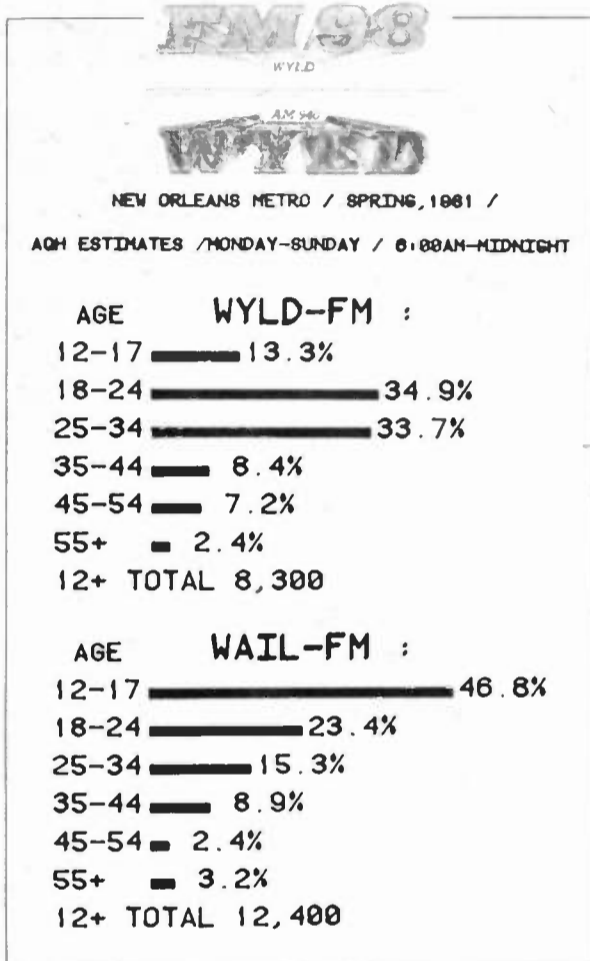 FM/98
WYLD
AM 940
WYLD
NEW ORLEANS METRO / SPRING,1981 /
AQH ESTIMATES /MONDAY-SUNDAY / 6:00AM-MIDNIGHT
AGE WYLD-FM :
12-17 13.3%
18-24 34.9%
25-34 33.7%
35-44 8.4%
45-54 7.2%
55+ 2.4%
12+ TOTAL 8,300
AGE WAIL-FM :
12-17 46.8%
18-24 23.4%
25-34 15.3%
35-44 8.9%
45-54 2.4%
55+ 3.2%
12+ TOTAL 12,400